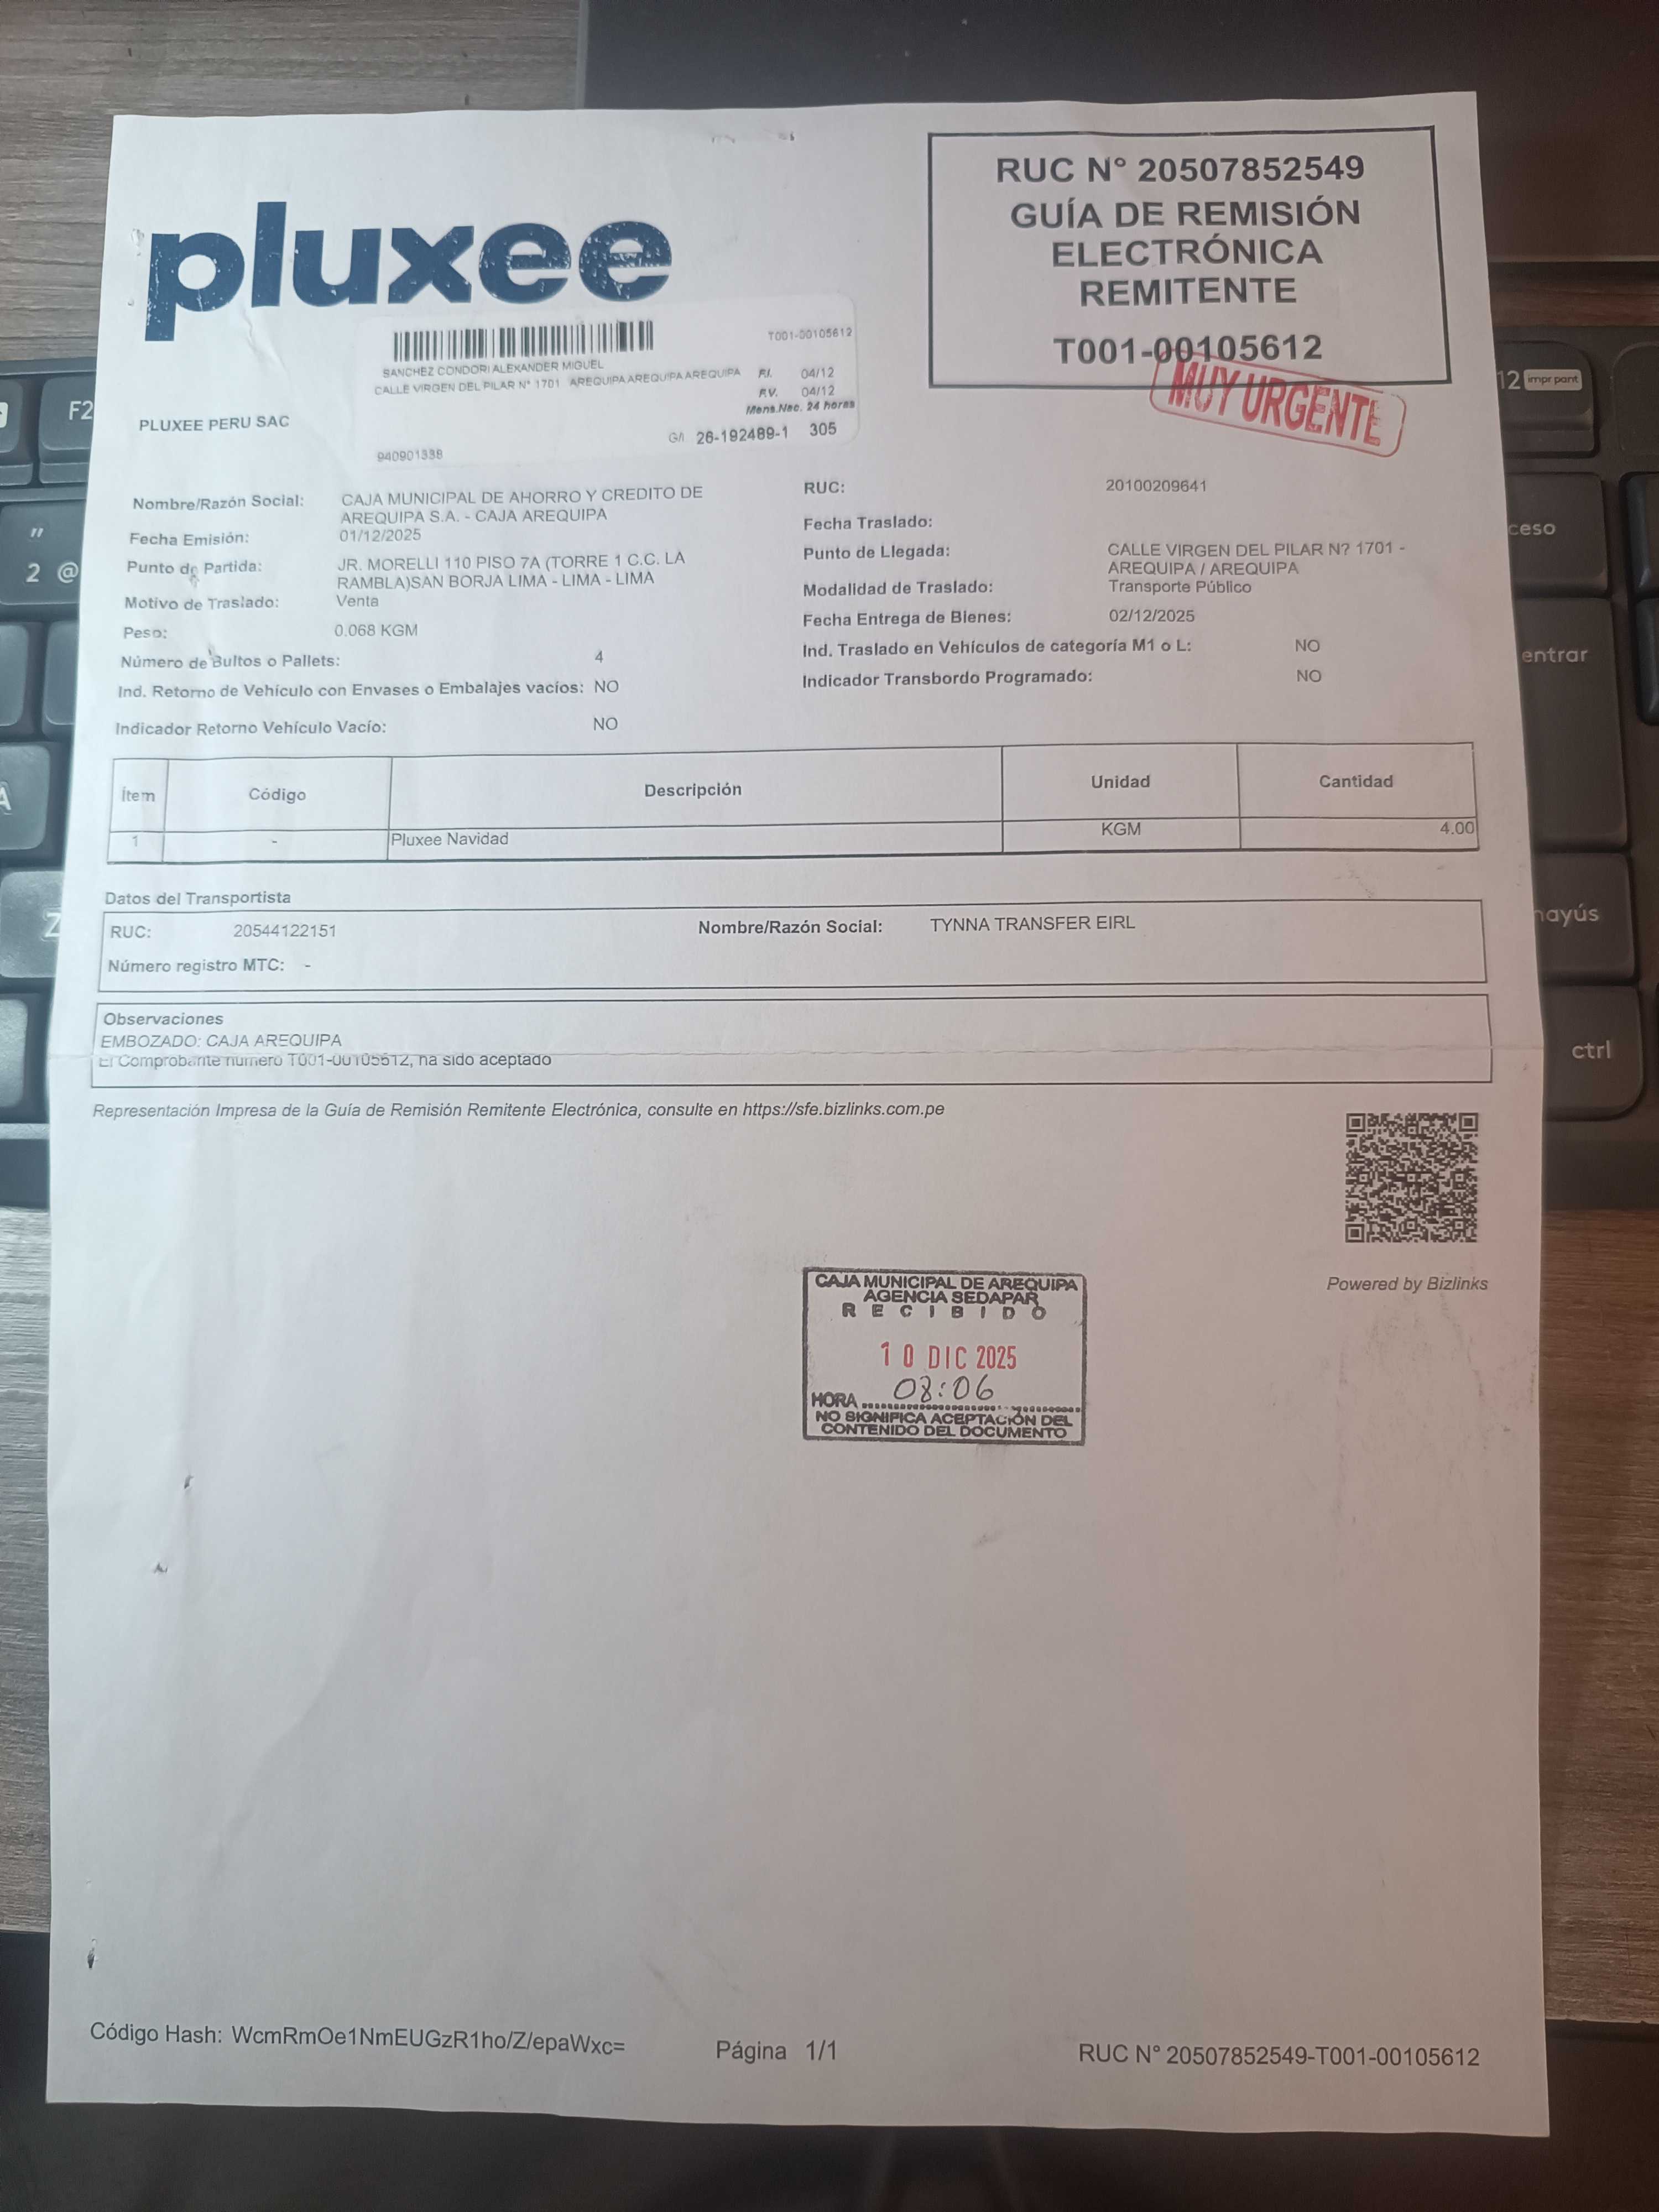 pluxee
RUC N° 20507852549
GUÍA DE REMISIÓN
ELECTRÓNICA
REMITENTE
T001-00105612
MUY URGENTE
T001-00105612
SANCHEZ CONDORI ALEXANDER MIGUEL
CALLE VIRGEN DEL PILAR N° 1701 AREQUIPA AREQUIPA AREQUIPA
F.I. 04/12
F.V. 04/12
Mens.Nac. 24 horas
G/I 26-192489-1 305
940901338
PLUXEE PERU SAC
Nombre/Razón Social: CAJA MUNICIPAL DE AHORRO Y CREDITO DE
AREQUIPA S.A. - CAJA AREQUIPA
RUC: 20100209641
Fecha Emisión: 01/12/2025
Fecha Traslado:
Punto de Partida: JR. MORELLI 110 PISO 7A (TORRE 1 C.C. LA
RAMBLA)SAN BORJA LIMA - LIMA - LIMA
Punto de Llegada: CALLE VIRGEN DEL PILAR N? 1701 -
AREQUIPA / AREQUIPA
Motivo de Traslado: Venta
Modalidad de Traslado: Transporte Público
Peso: 0.068 KGM
Fecha Entrega de Bienes: 02/12/2025
Número de Bultos o Pallets: 4
Ind. Traslado en Vehículos de categoría M1 o L: NO
Ind. Retorno de Vehículo con Envases o Embalajes vacíos: NO
Indicador Transbordo Programado: NO
Indicador Retorno Vehículo Vacío: NO
Ítem Código Descripción Unidad Cantidad
1 - Pluxee Navidad KGM 4.00
Datos del Transportista
RUC: 20544122151 Nombre/Razón Social: TYNNA TRANSFER EIRL
Número registro MTC: -
Observaciones
EMBOZADO: CAJA AREQUIPA
El Comprobante numero T001-00105612, ha sido aceptado
Representación Impresa de la Guía de Remisión Remitente Electrónica, consulte en https://sfe.bizlinks.com.pe
Powered by Bizlinks
CAJA MUNICIPAL DE AREQUIPA
AGENCIA SEDAPAR
RECIBIDO
10 DIC 2025
HORA 08:06
NO SIGNIFICA ACEPTACIÓN DEL
CONTENIDO DEL DOCUMENTO
Código Hash: WcmRmOe1NmEUGzR1ho/Z/epaWxc=
Página 1/1
RUC N° 20507852549-T001-00105612
F2
"
2 @
A
Z
12 impr pant
ceso
entrar
ayús
ctrl